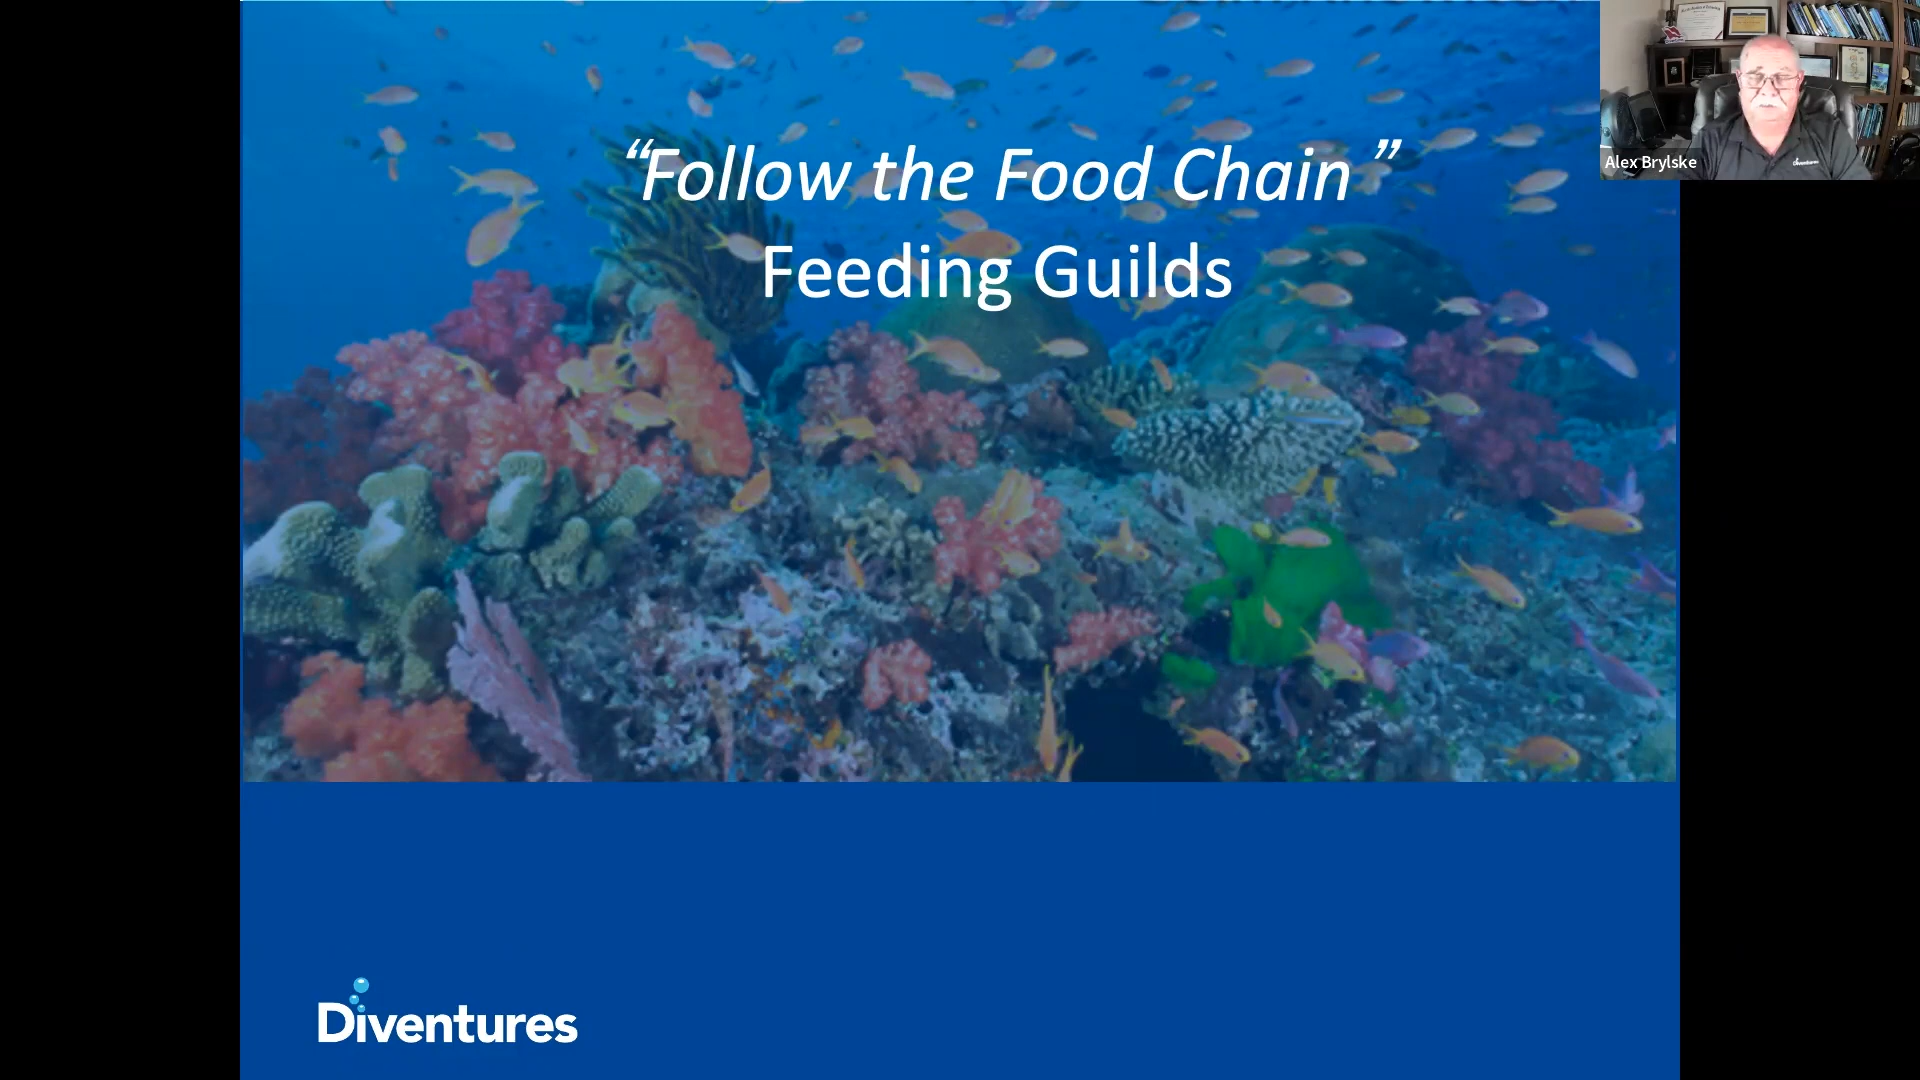 “Follow the Food Chain”
Feeding Guilds
Alex Brylske
Diventures